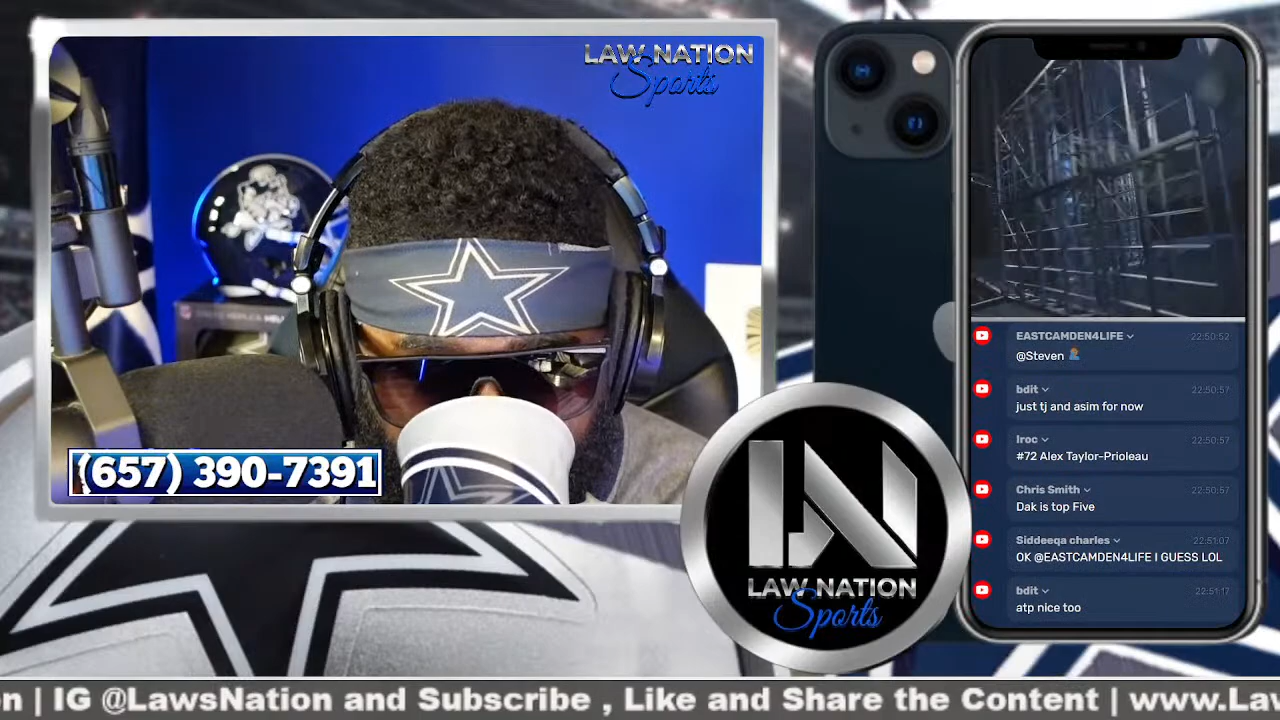 LAW NATION
Sports
(657) 390-7391
EASTCAMDEN4LIFE 22:50:52
@Steven
bdit 22:50:57
just tj and asim for now
Iroc 22:50:57
#72 Alex Taylor-Prioleau
Chris Smith 22:50:57
Dak is top Five
Siddeeqa charles 22:51:07
OK @EASTCAMDEN4LIFE I GUESS LOL
bdit 22:51:17
atp nice too
LN
LAW NATION
Sports
n | IG @LawsNation and Subscribe , Like and Share the Content | www.Law